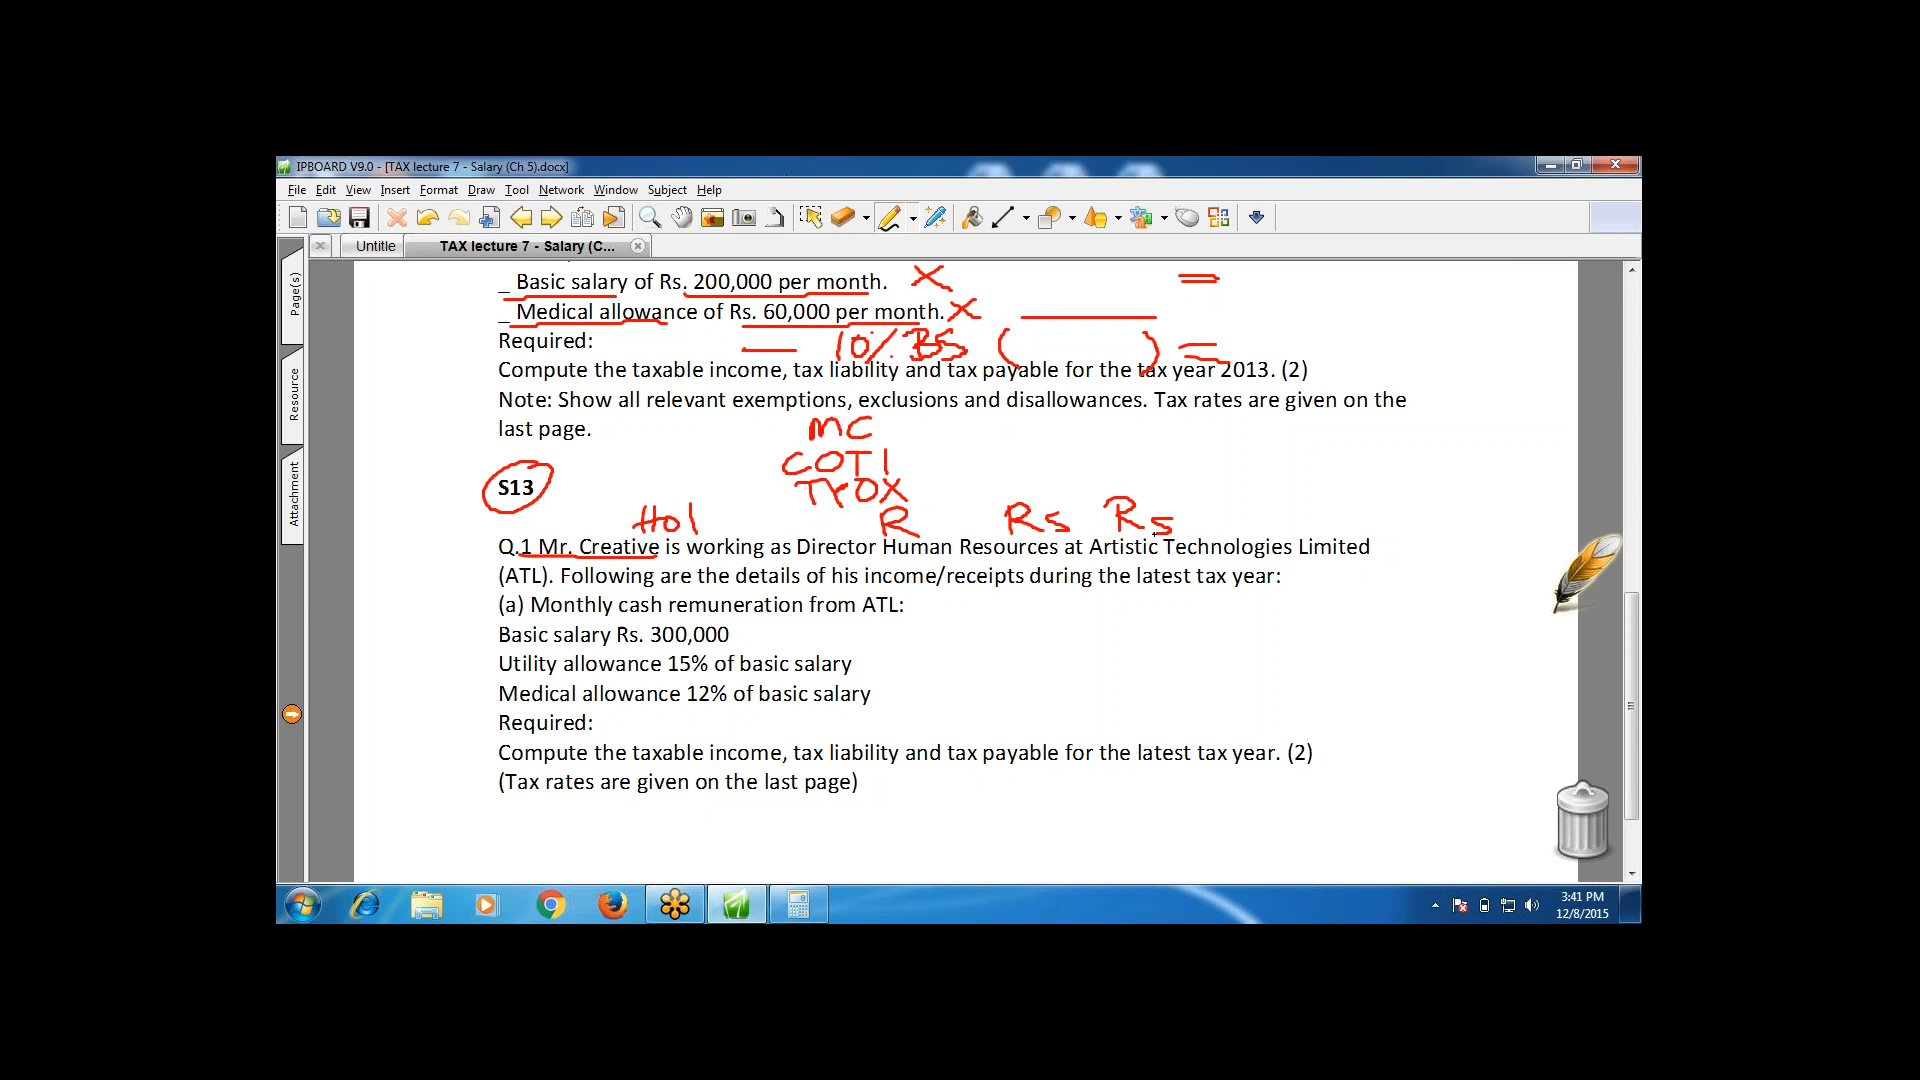 IPBOARD V9.0 - [TAX lecture 7 - Salary (Ch 5).docx]
File Edit View Insert Format Draw Tool Network Window Subject Help
Untitle TAX lecture 7 - Salary (C...
Page(s)
Resource
Attachment
_ Basic salary of Rs. 200,000 per month. X =
_ Medical allowance of Rs. 60,000 per month. X
Required: — 10% BS ( ) =
Compute the taxable income, tax liability and tax payable for the tax year 2013. (2)
Note: Show all relevant exemptions, exclusions and disallowances. Tax rates are given on the
last page.
MC
COTI
S13
Hol R Rs Rs
Q.1 Mr. Creative is working as Director Human Resources at Artistic Technologies Limited
(ATL). Following are the details of his income/receipts during the latest tax year:
(a) Monthly cash remuneration from ATL:
Basic salary Rs. 300,000
Utility allowance 15% of basic salary
Medical allowance 12% of basic salary
Required:
Compute the taxable income, tax liability and tax payable for the latest tax year. (2)
(Tax rates are given on the last page)
3:41 PM
12/8/2015